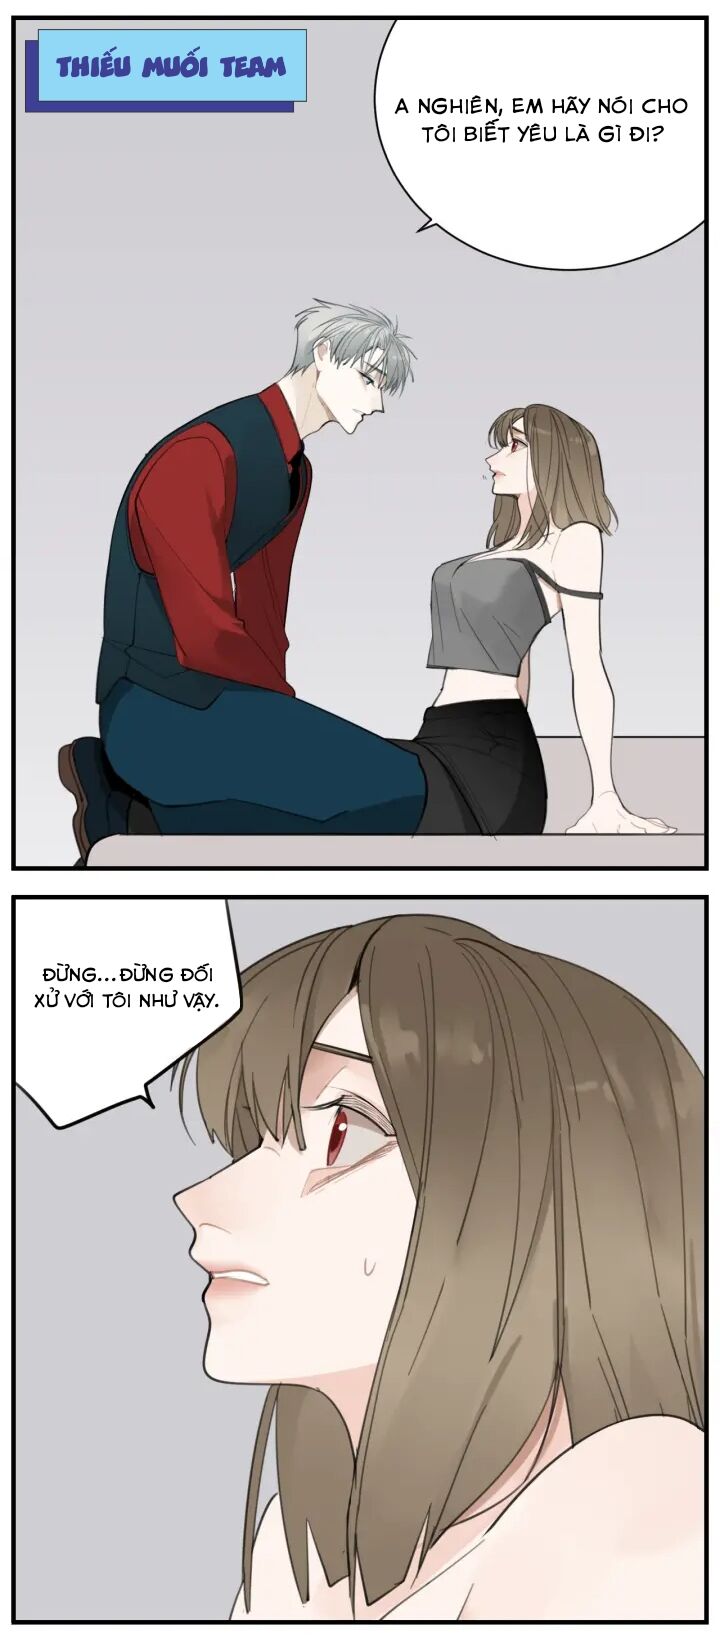 THIẾU MUỐI TEAM
A NGHIÊN, EM HÃY NÓI CHO
TÔI BIẾT YÊU LÀ GÌ ĐI?
ĐỪNG...ĐỪNG ĐỐI
XỬ VỚI TÔI NHƯ VẬY.